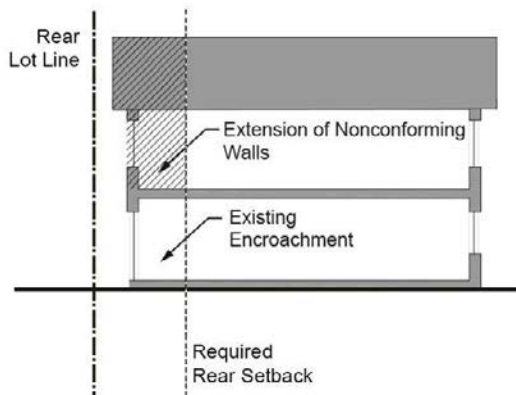 Rear
Lot Line
Extension of Nonconforming
Walls
Existing
Encroachment
Required
Rear Setback